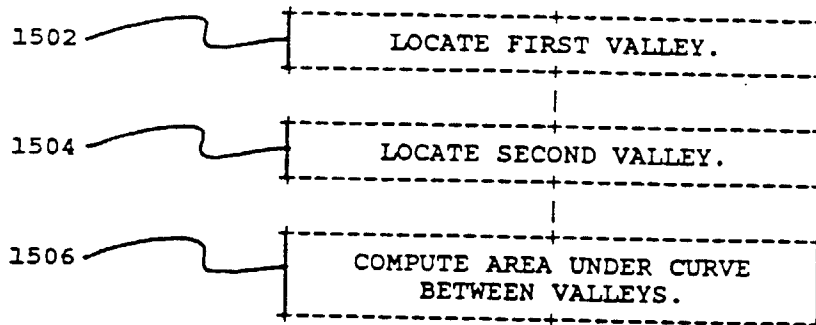 1502
LOCATE FIRST VALLEY.
1504
LOCATE SECOND VALLEY.
1506
COMPUTE AREA UNDER CURVE
BETWEEN VALLEYS.